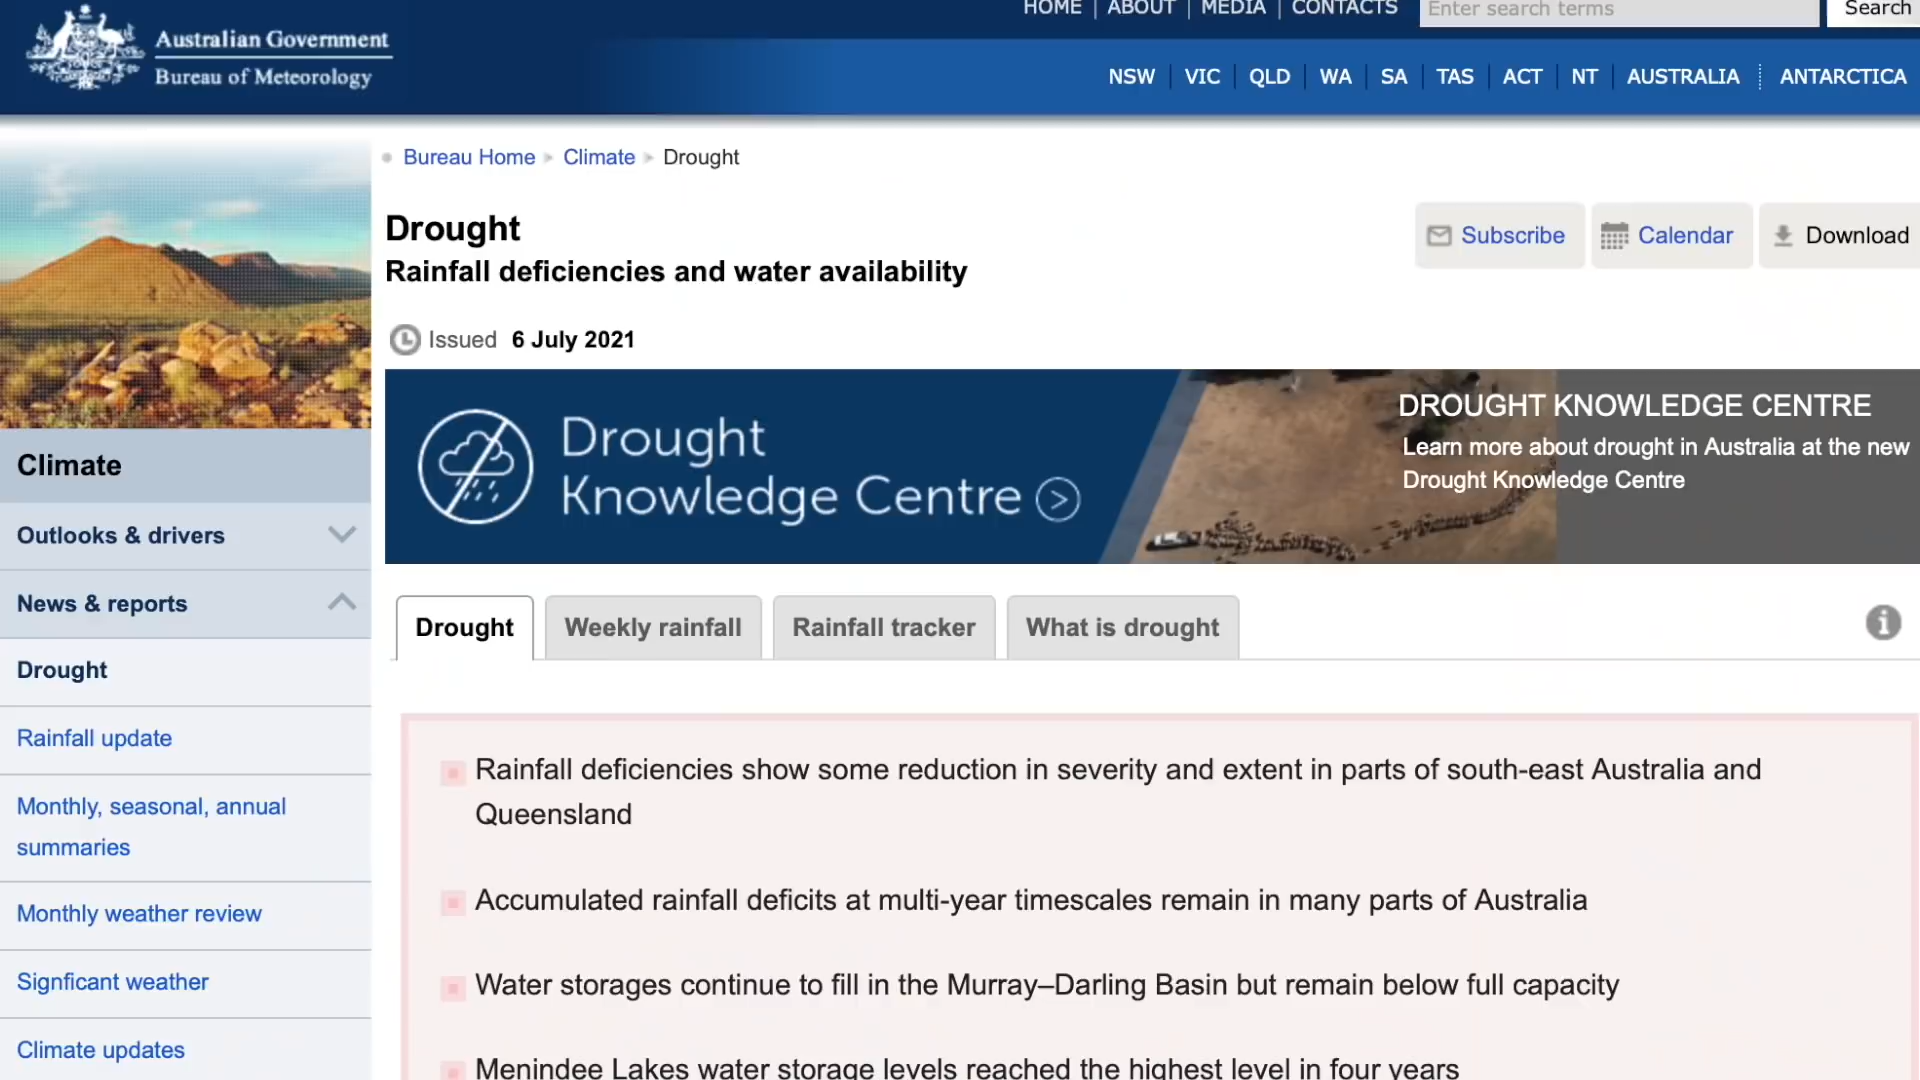 HOME ABOUT MEDIA CONTACTS Enter search terms Search
Australian Government
Bureau of Meteorology
NSW VIC QLD WA SA TAS ACT NT AUSTRALIA ANTARCTICA
Bureau Home Climate Drought
Drought
Rainfall deficiencies and water availability
Subscribe Calendar Download
Issued 6 July 2021
Drought
Knowledge Centre
DROUGHT KNOWLEDGE CENTRE
Learn more about drought in Australia at the new
Drought Knowledge Centre
Climate
Outlooks & drivers
News & reports
Drought
Rainfall update
Monthly, seasonal, annual
summaries
Monthly weather review
Signficant weather
Climate updates
Drought Weekly rainfall Rainfall tracker What is drought
Rainfall deficiencies show some reduction in severity and extent in parts of south-east Australia and
Queensland
Accumulated rainfall deficits at multi-year timescales remain in many parts of Australia
Water storages continue to fill in the Murray–Darling Basin but remain below full capacity
Menindee Lakes water storage levels reached the highest level in four years